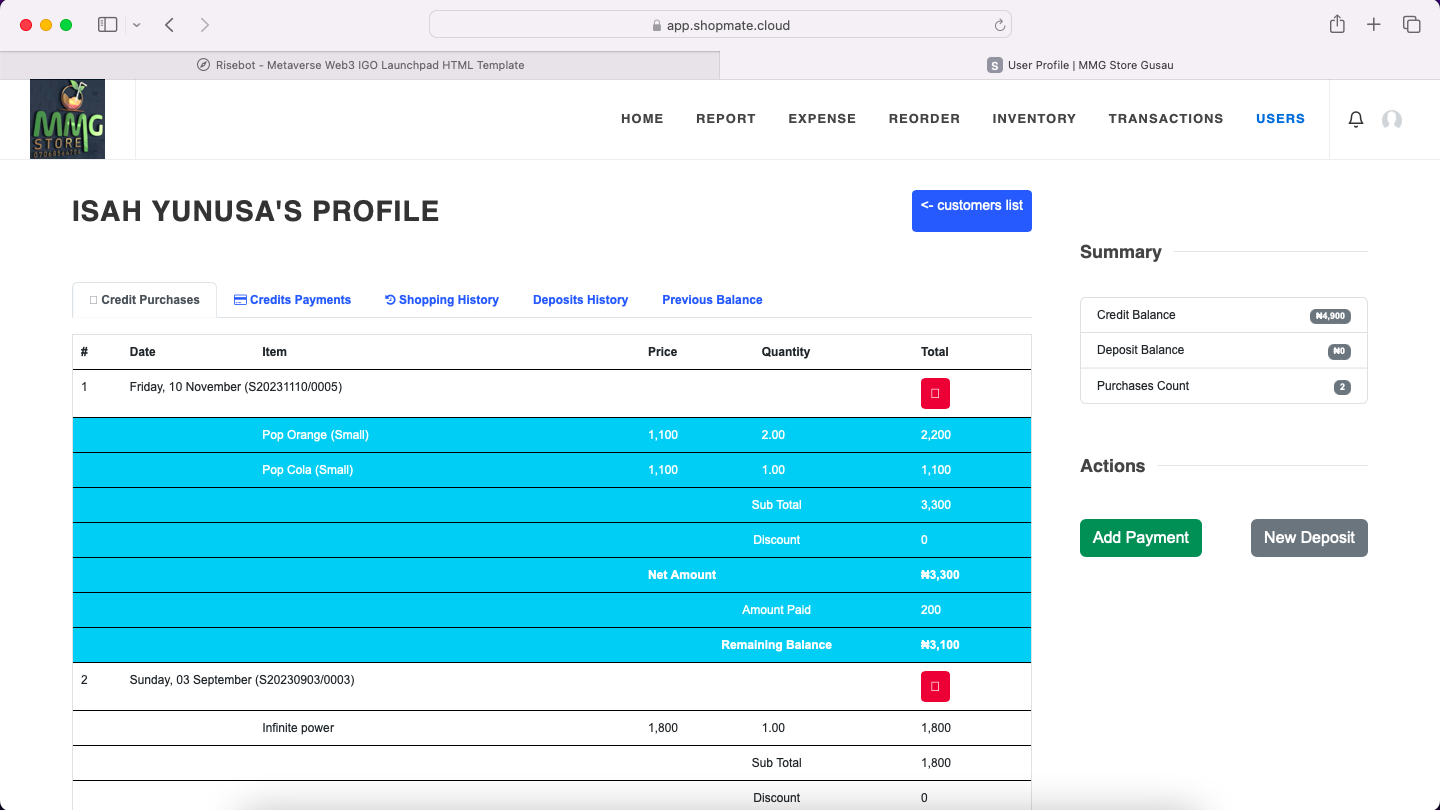 app.shopmate.cloud
Risebot - Metaverse Web3 IGO Launchpad HTML Template
S User Profile | MMG Store Gusau
MMG
STORE
HOME REPORT EXPENSE REORDER INVENTORY TRANSACTIONS USERS
ISAH YUNUSA'S PROFILE
<- customers list
Credit Purchases Credits Payments Shopping History Deposits History Previous Balance
# Date Item Price Quantity Total
1 Friday, 10 November (S20231110/0005)
Pop Orange (Small) 1,100 2.00 2,200
Pop Cola (Small) 1,100 1.00 1,100
Sub Total 3,300
Discount 0
Net Amount ₦3,300
Amount Paid 200
Remaining Balance ₦3,100
2 Sunday, 03 September (S20230903/0003)
Infinite power 1,800 1.00 1,800
Sub Total 1,800
Discount 0
Summary
Credit Balance ₦4,900
Deposit Balance ₦0
Purchases Count 2
Actions
Add Payment New Deposit